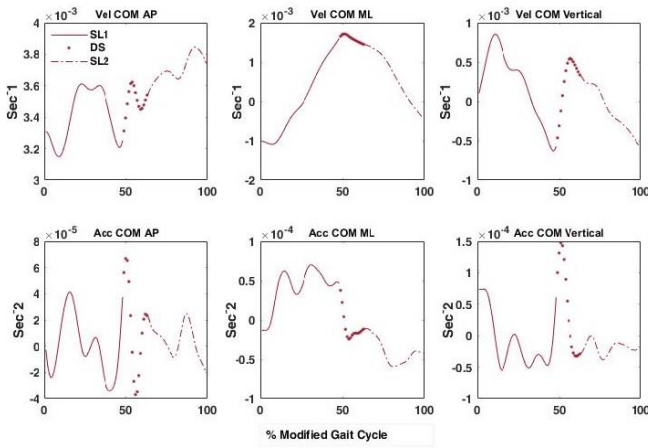 Vel COM AP
Vel COM ML
Vel COM Vertical
×10^-3
×10^-3
×10^-3
SL1
DS
SL2
Sec^-1
Sec^-1
Sec^-1
4
3.8
3.6
3.4
3.2
3
2
1
0
-1
-2
1
0.5
0
-0.5
-1
0 50 100
0 50 100
0 50 100
Acc COM AP
Acc COM ML
Acc COM Vertical
×10^-5
×10^-4
×10^-4
Sec^-2
Sec^-2
Sec^-2
8
6
4
2
0
-2
-4
1
0.5
0
-0.5
-1
1.5
1
0.5
0
-0.5
-1
0 50 100
0 50 100
0 50 100
% Modified Gait Cycle